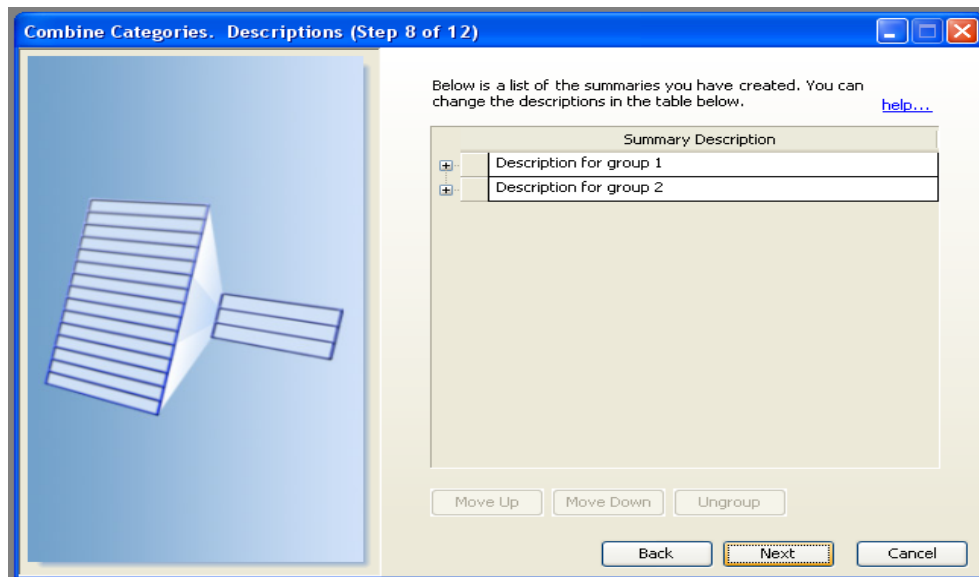 Combine Categories. Descriptions (Step 8 of 12)
Below is a list of the summaries you have created. You can
change the descriptions in the table below.
help...
Summary Description
Description for group 1
Description for group 2
Move Up
Move Down
Ungroup
Back
Next
Cancel